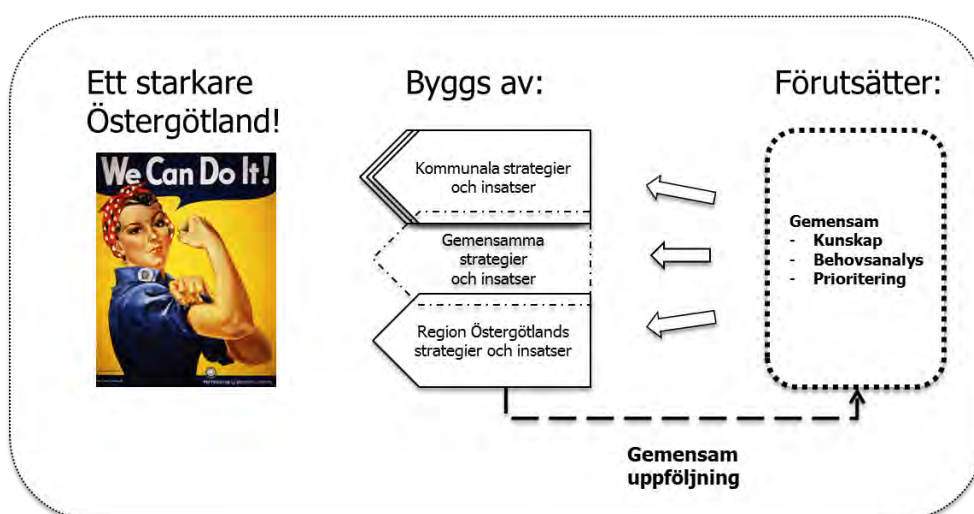 Ett starkare
Östergötland!
We Can Do It!
Byggs av:
Kommunala strategier
och insatser
Gemensamma
strategier
och insatser
Region Östergötlands
strategier och insatser
Förutsätter:
Gemensam
- Kunskap
- Behovsanalys
- Prioritering
Gemensam
uppföljning